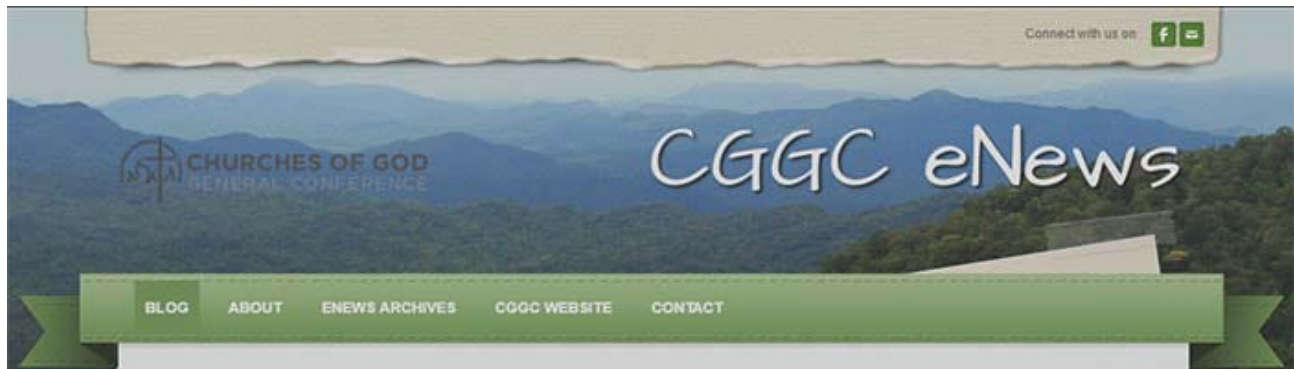 Connect with us on
CHURCHES OF GOD
GENERAL CONFERENCE
CGGC eNews
BLOG ABOUT ENEWS ARCHIVES CGGC WEBSITE CONTACT